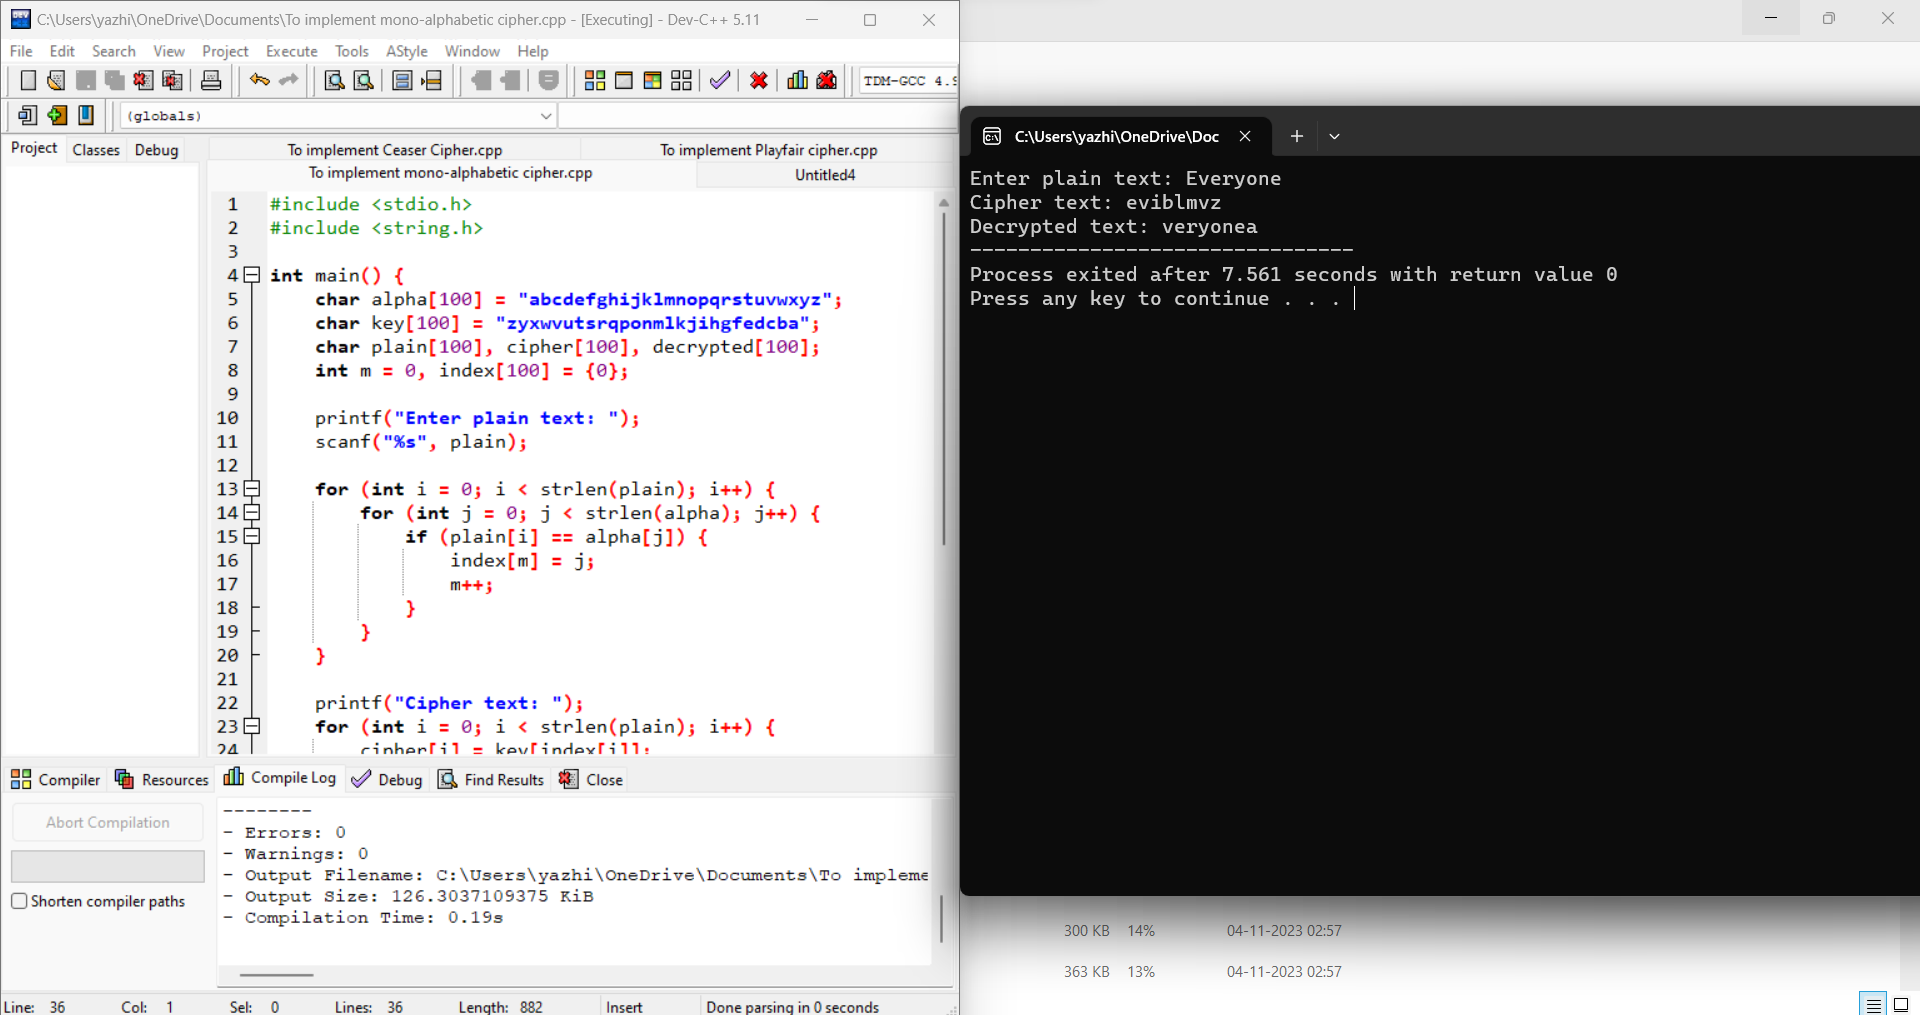 C:\Users\yazhi\OneDrive\Documents\To implement mono-alphabetic cipher.cpp - [Executing] - Dev-C++ 5.11
File Edit Search View Project Execute Tools AStyle Window Help
TDM-GCC 4.9
(globals)
Project Classes Debug
To implement Ceaser Cipher.cpp To implement Playfair cipher.cpp
To implement mono-alphabetic cipher.cpp Untitled4
1 #include <stdio.h>
2 #include <string.h>
3
4 int main() {
5 char alpha[100] = "abcdefghijklmnopqrstuvwxyz";
6 char key[100] = "zyxwvutsrqponmlkjihgfedcba";
7 char plain[100], cipher[100], decrypted[100];
8 int m = 0, index[100] = {0};
9
10 printf("Enter plain text: ");
11 scanf("%s", plain);
12
13 for (int i = 0; i < strlen(plain); i++) {
14 for (int j = 0; j < strlen(alpha); j++) {
15 if (plain[i] == alpha[j]) {
16 index[m] = j;
17 m++;
18 }
19 }
20 }
21
22 printf("Cipher text: ");
23 for (int i = 0; i < strlen(plain); i++) {
24 cipher[i] = key[index[i]];
Compiler Resources Compile Log Debug Find Results Close
Abort Compilation
Shorten compiler paths
--------
- Errors: 0
- Warnings: 0
- Output Filename: C:\Users\yazhi\OneDrive\Documents\To impleme
- Output Size: 126.3037109375 KiB
- Compilation Time: 0.19s
Line: 36 Col: 1 Sel: 0 Lines: 36 Length: 882 Insert Done parsing in 0 seconds
C:\Users\yazhi\OneDrive\Doc
Enter plain text: Everyone
Cipher text: eviblmvz
Decrypted text: veryonea
--------------------------------
Process exited after 7.561 seconds with return value 0
Press any key to continue . . .
300 KB 14% 04-11-2023 02:57
363 KB 13% 04-11-2023 02:57